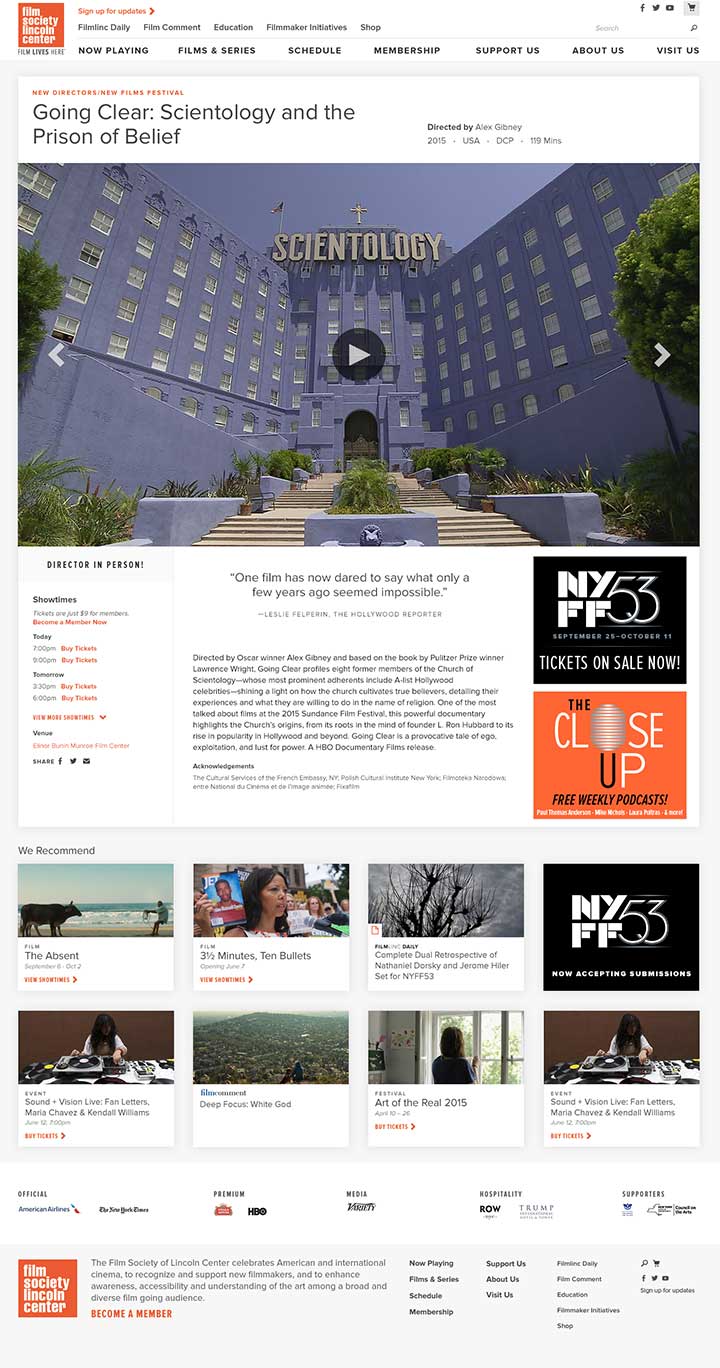 film
society
lincoln
center
FILM LIVES HERE
Sign up for updates
Filmlinc Daily Film Comment Education Filmmaker Initiatives Shop
Search
NOW PLAYING FILMS & SERIES SCHEDULE MEMBERSHIP SUPPORT US ABOUT US VISIT US
NEW DIRECTORS/NEW FILMS FESTIVAL
Going Clear: Scientology and the
Prison of Belief
Directed by Alex Gibney
2015 • USA • DCP • 119 Mins
SCIENTOLOGY
DIRECTOR IN PERSON!
Showtimes
Tickets are just $9 for members.
Become a Member Now
Today
7:00pm Buy Tickets
9:00pm Buy Tickets
Tomorrow
3:30pm Buy Tickets
6:00pm Buy Tickets
VIEW MORE SHOWTIMES
Venue
Elinor Bunin Munroe Film Center
SHARE
“One film has now dared to say what only a
few years ago seemed impossible.”
—LESLIE FELPERIN, THE HOLLYWOOD REPORTER
Directed by Oscar winner Alex Gibney and based on the book by Pulitzer Prize winner
Lawrence Wright, Going Clear profiles eight former members of the Church of
Scientology—whose most prominent adherents include A-list Hollywood
celebrities—shining a light on how the church cultivates true believers, detailing their
experiences and what they are willing to do in the name of religion. One of the most
talked about films at the 2015 Sundance Film Festival, this powerful documentary
highlights the Church’s origins, from its roots in the mind of founder L. Ron Hubbard to its
rise in popularity in Hollywood and beyond. Going Clear is a provocative tale of ego,
exploitation, and lust for power. A HBO Documentary Films release.
Acknowledgements
The Cultural Services of the French Embassy, NY; Polish Cultural Institute New York; Filmoteka Narodowa;
entre National du Cinéma et de l’image animée; Fixafilm
NY
FF53
SEPTEMBER 25–OCTOBER 11
TICKETS ON SALE NOW!
THE
CLOSE
UP
FREE WEEKLY PODCASTS!
Paul Thomas Anderson • Mike Nichols • Laura Poitras • & more!
We Recommend
FILM
The Absent
September 6 - Oct 2
VIEW SHOWTIMES
FILM
3½ Minutes, Ten Bullets
Opening June 7
VIEW SHOWTIMES
FILMLINC DAILY
Complete Dual Retrospective of
Nathaniel Dorsky and Jerome Hiler
Set for NYFF53
NY
FF53
NOW ACCEPTING SUBMISSIONS
EVENT
Sound + Vision Live: Fan Letters,
Maria Chavez & Kendall Williams
June 12, 7:00pm
BUY TICKETS
filmcomment
Deep Focus: White God
FESTIVAL
Art of the Real 2015
April 10 – 26
BUY TICKETS
EVENT
Sound + Vision Live: Fan Letters,
Maria Chavez & Kendall Williams
June 12, 7:00pm
BUY TICKETS
OFFICIAL PREMIUM MEDIA HOSPITALITY SUPPORTERS
American Airlines The New York Times HBO VARIETY ROW TRUMP Council on
the Arts
film
society
lincoln
center
The Film Society of Lincoln Center celebrates American and international
cinema, to recognize and support new filmmakers, and to enhance
awareness, accessibility and understanding of the art among a broad and
diverse film going audience.
BECOME A MEMBER
Now Playing
Films & Series
Schedule
Membership
Support Us
About Us
Visit Us
Filmlinc Daily
Film Comment
Education
Filmmaker Initiatives
Shop
Sign up for updates